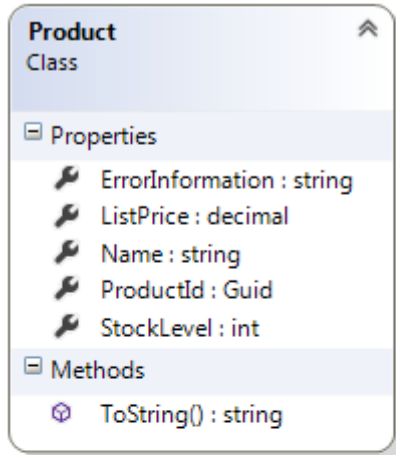 Product
Class
Properties
ErrorInformation : string
ListPrice : decimal
Name : string
ProductId : Guid
StockLevel : int
Methods
ToString() : string